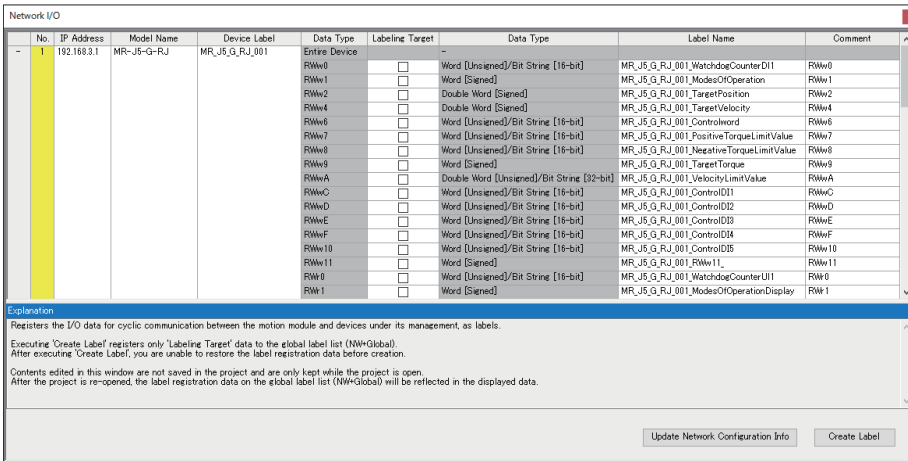 Network I/O
No. IP Address Model Name Device Label Data Type Labeling Target Data Type Label Name Comment
− 1 192.168.3.1 MR-J5-G-RJ MR_J5_G_RJ_001 Entire Device −
RWw0 Word [Unsigned]/Bit String [16-bit] MR_J5_G_RJ_001_WatchdogCounterDI1 RWw0
RWw1 Word [Signed] MR_J5_G_RJ_001_ModesOfOperation RWw1
RWw2 Double Word [Signed] MR_J5_G_RJ_001_TargetPosition RWw2
RWw4 Double Word [Signed] MR_J5_G_RJ_001_TargetVelocity RWw4
RWw6 Word [Unsigned]/Bit String [16-bit] MR_J5_G_RJ_001_Controlword RWw6
RWw7 Word [Unsigned]/Bit String [16-bit] MR_J5_G_RJ_001_PositiveTorqueLimitValue RWw7
RWw8 Word [Unsigned]/Bit String [16-bit] MR_J5_G_RJ_001_NegativeTorqueLimitValue RWw8
RWw9 Word [Signed] MR_J5_G_RJ_001_TargetTorque RWw9
RWwA Double Word [Unsigned]/Bit String [32-bit] MR_J5_G_RJ_001_VelocityLimitValue RWwA
RWwC Word [Unsigned]/Bit String [16-bit] MR_J5_G_RJ_001_ControlDI1 RWwC
RWwD Word [Unsigned]/Bit String [16-bit] MR_J5_G_RJ_001_ControlDI2 RWwD
RWwE Word [Unsigned]/Bit String [16-bit] MR_J5_G_RJ_001_ControlDI3 RWwE
RWwF Word [Unsigned]/Bit String [16-bit] MR_J5_G_RJ_001_ControlDI4 RWwF
RWw10 Word [Unsigned]/Bit String [16-bit] MR_J5_G_RJ_001_ControlDI5 RWw10
RWw11 Word [Signed] MR_J5_G_RJ_001_RWw11_ RWw11
RWr0 Word [Unsigned]/Bit String [16-bit] MR_J5_G_RJ_001_WatchdogCounterUI1 RWr0
RWr1 Word [Signed] MR_J5_G_RJ_001_ModesOfOperationDisplay RWr1
Explanation
Registers the I/O data for cyclic communication between the motion module and devices under its management, as labels.
Executing 'Create Label' registers only 'Labeling Target' data to the global label list (NW+Global).
After executing 'Create Label', you are unable to restore the label registration data before creation.
Contents edited in this window are not saved in the project and are only kept while the project is open.
After the project is re-opened, the label registration data on the global label list (NW+Global) will be reflected in the displayed data.
Update Network Configuration Info Create Label